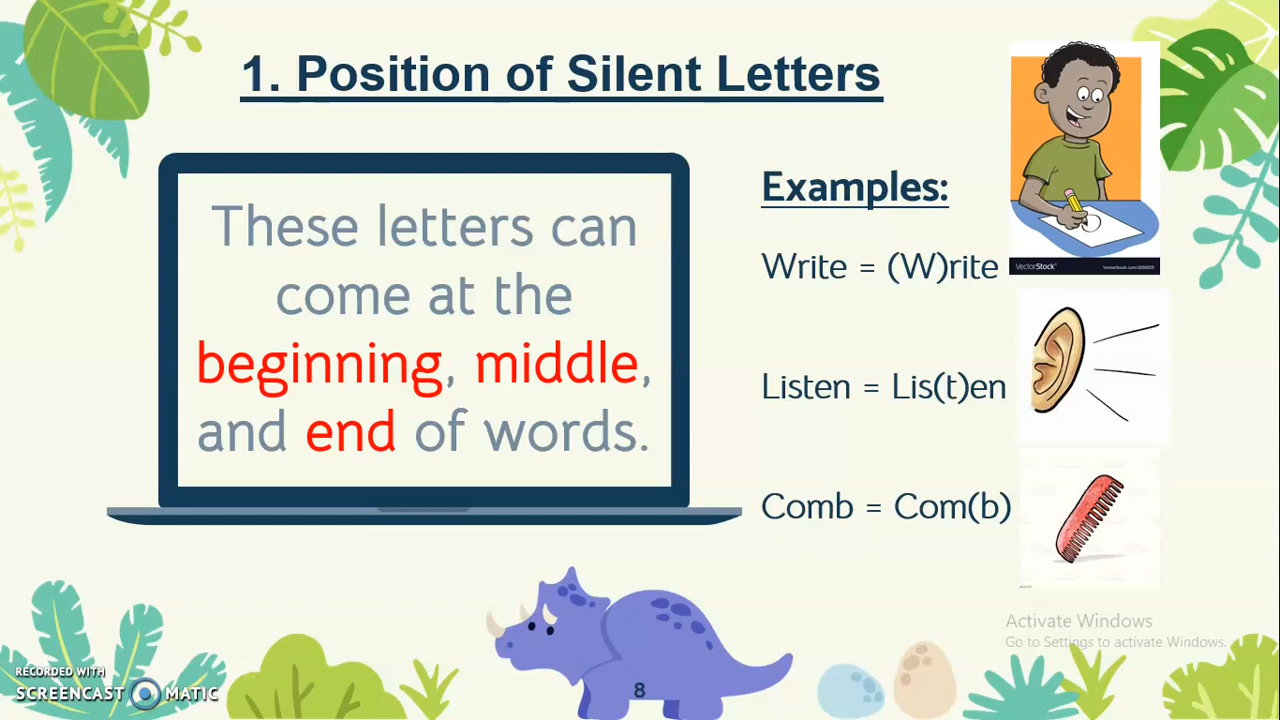 1. Position of Silent Letters
These letters can
come at the
beginning, middle,
and end of words.
Examples:
Write = (W)rite
Listen = Lis(t)en
Comb = Com(b)
VectorStock
Activate Windows
Go to Settings to activate Windows.
RECORDED WITH
SCREENCAST MATIC
8